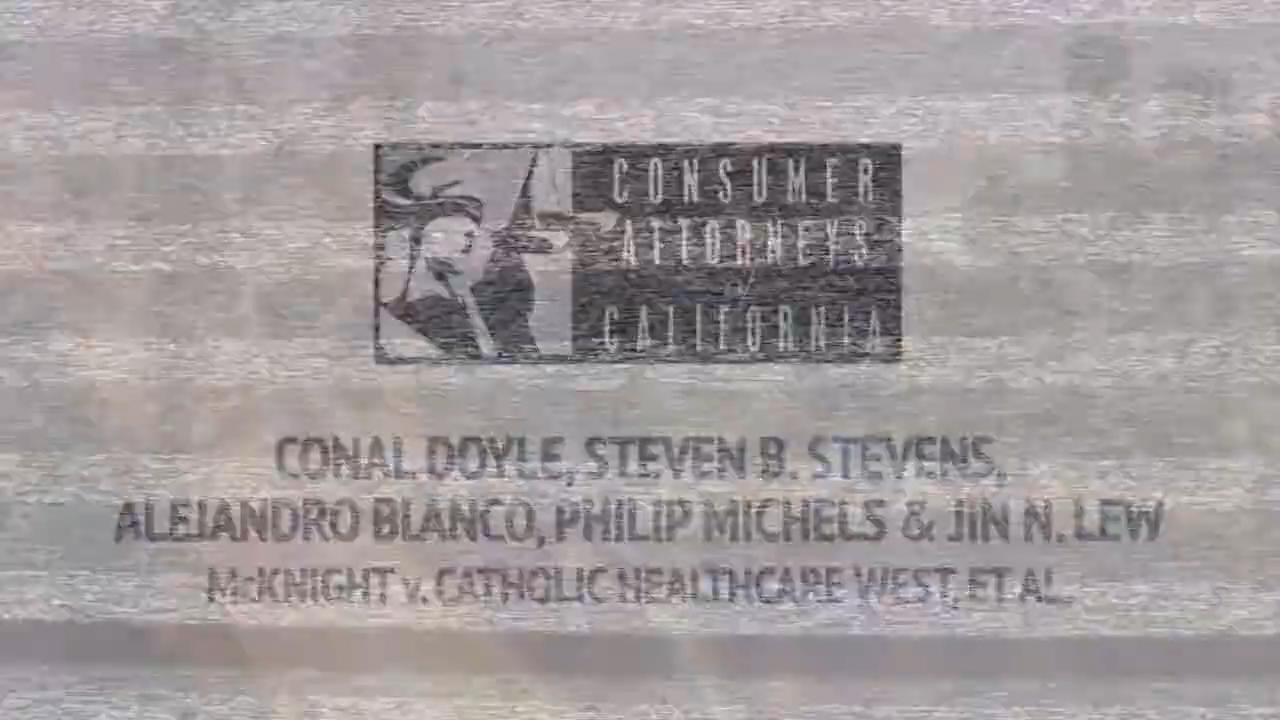 CONSUMER
ATTORNEYS
OF
CALIFORNIA
CONAL DOYLE, STEVEN B. STEVENS,
ALEJANDRO BLANCO, PHILIP MICHELS & JIN N. LEW
McKNIGHT v. CATHOLIC HEALTHCARE WEST, ET AL.